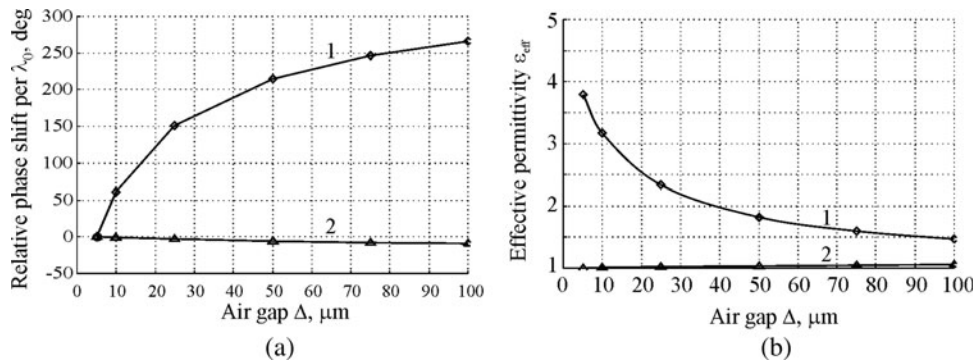 Relative phase shift per λ₀, deg
300
250
200
150
100
50
0
-50
1
2
0 10 20 30 40 50 60 70 80 90 100
Air gap Δ, μm
(a)
Effective permittivity ε_eff
5
4
3
2
1
1
2
0 10 20 30 40 50 60 70 80 90 100
Air gap Δ, μm
(b)